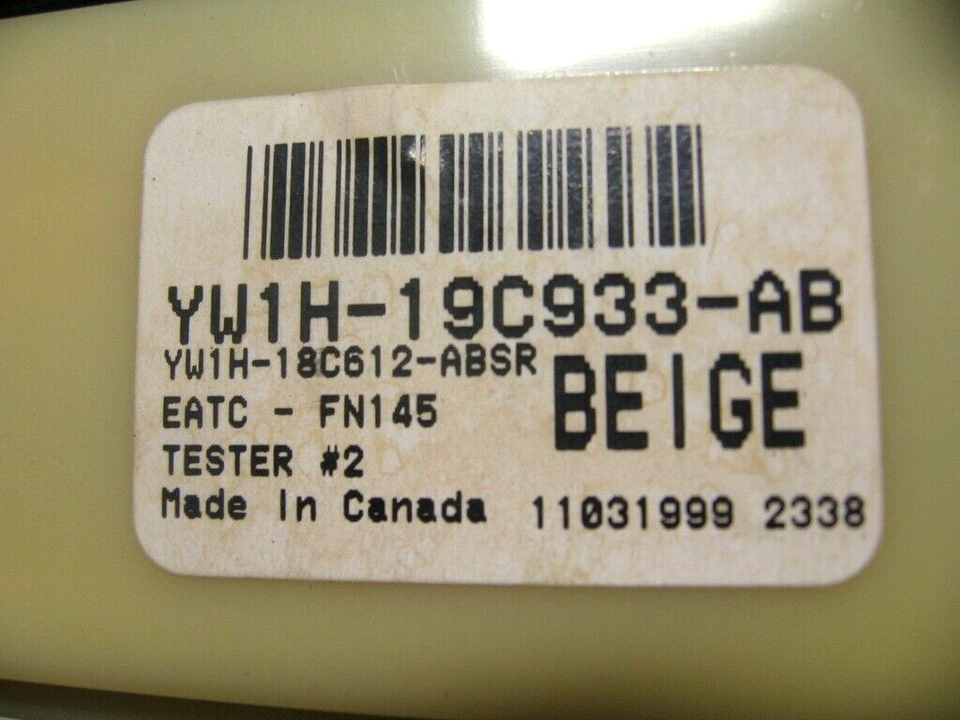 YW1H-19C933-AB
YW1H-18C612-ABSR
BEIGE
EATC - FN145
TESTER #2
Made In Canada 11031999 2338